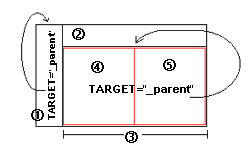 ②
④
⑤
TARGET="_parent"
TARGET="_parent"
①
③